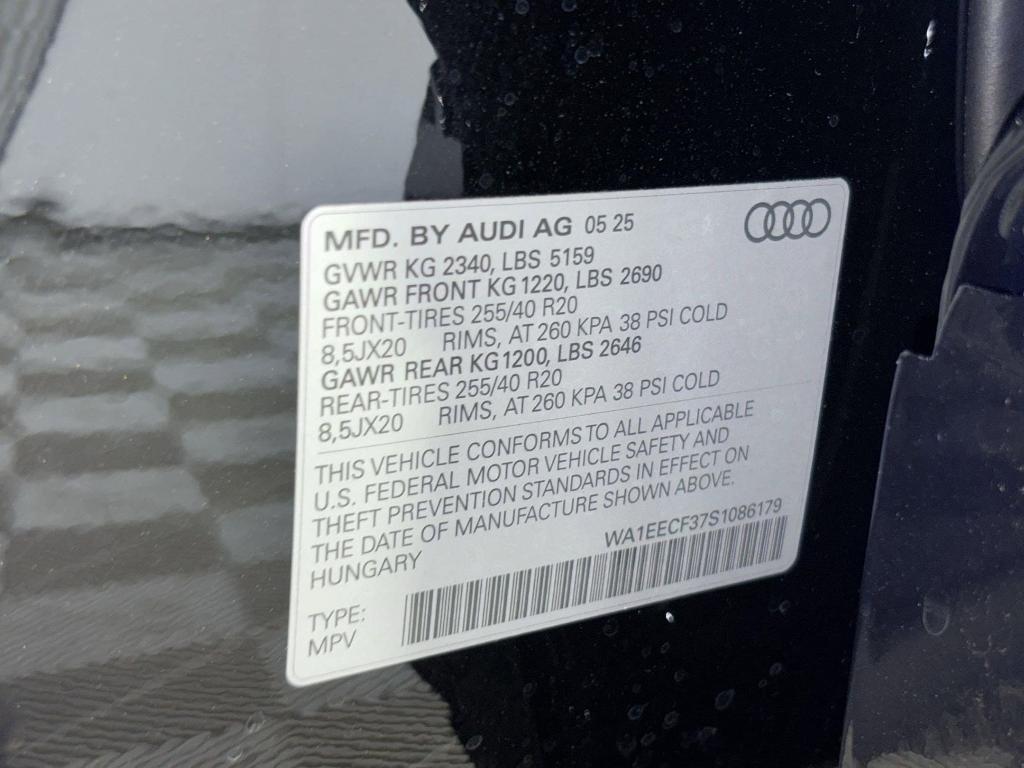 MFD. BY AUDI AG 05 25
GVWR KG 2340, LBS 5159
GAWR FRONT KG 1220, LBS 2690
FRONT-TIRES 255/40 R20
8,5JX20 RIMS, AT 260 KPA 38 PSI COLD
GAWR REAR KG 1200, LBS 2646
REAR-TIRES 255/40 R20
8,5JX20 RIMS, AT 260 KPA 38 PSI COLD
THIS VEHICLE CONFORMS TO ALL APPLICABLE
U.S. FEDERAL MOTOR VEHICLE SAFETY AND
THEFT PREVENTION STANDARDS IN EFFECT ON
THE DATE OF MANUFACTURE SHOWN ABOVE.
HUNGARY
WA1EECF37S1086179
TYPE:
MPV